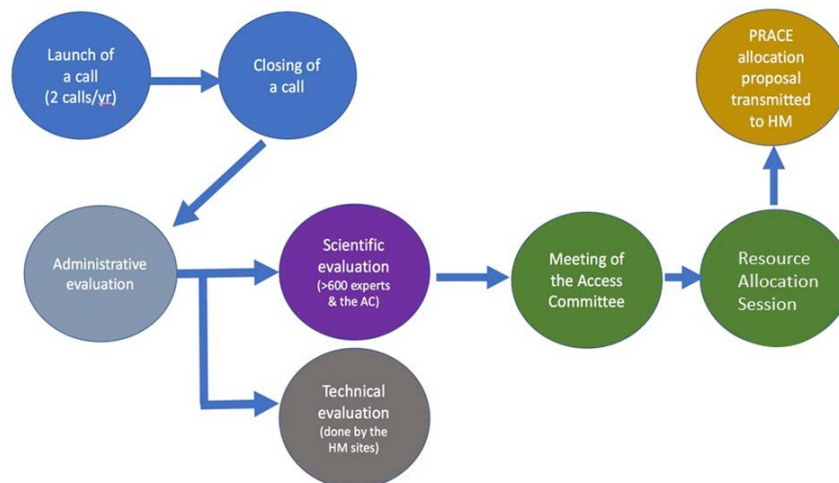 Launch of
a call
(2 calls/yr)
Closing of
a call
Administrative
evaluation
Scientific
evaluation
(>600 experts
& the AC)
Technical
evaluation
(done by the
HM sites)
Meeting of
the Access
Committee
Resource
Allocation
Session
PRACE
allocation
proposal
transmitted
to HM